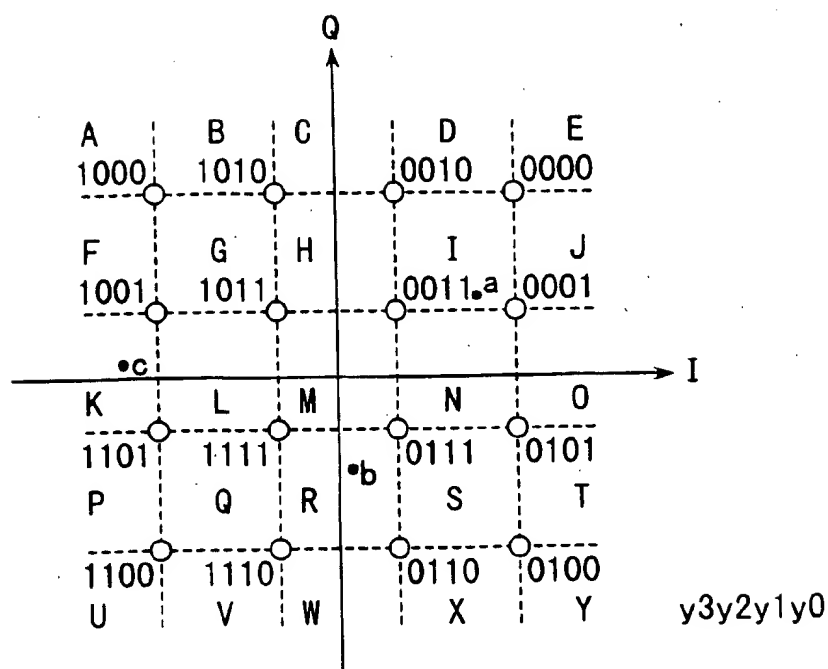 Q
A B C D E
1000 1010 0010 0000
F G H I J
1001 1011 0011 a 0001
c
I
K L M N O
1101 1111 0111 0101
b
P Q R S T
1100 1110 0110 0100
U V W X Y
y3y2y1y0